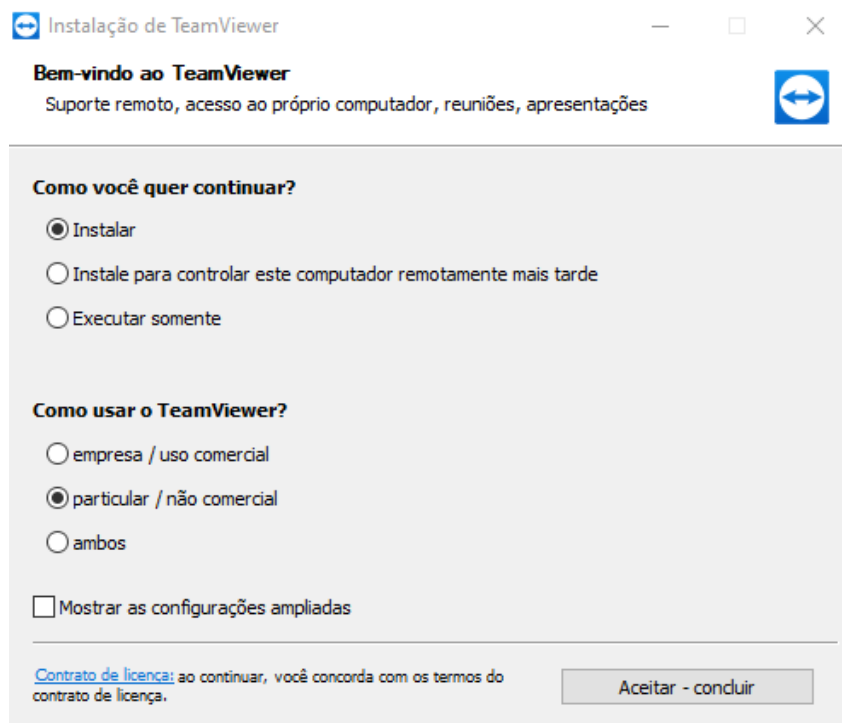 Instalação de TeamViewer
Bem-vindo ao TeamViewer
Suporte remoto, acesso ao próprio computador, reuniões, apresentações
Como você quer continuar?
Instalar
Instale para controlar este computador remotamente mais tarde
Executar somente
Como usar o TeamViewer?
empresa / uso comercial
particular / não comercial
ambos
Mostrar as configurações ampliadas
Contrato de licença: ao continuar, você concorda com os termos do
contrato de licença.
Aceitar - concluir